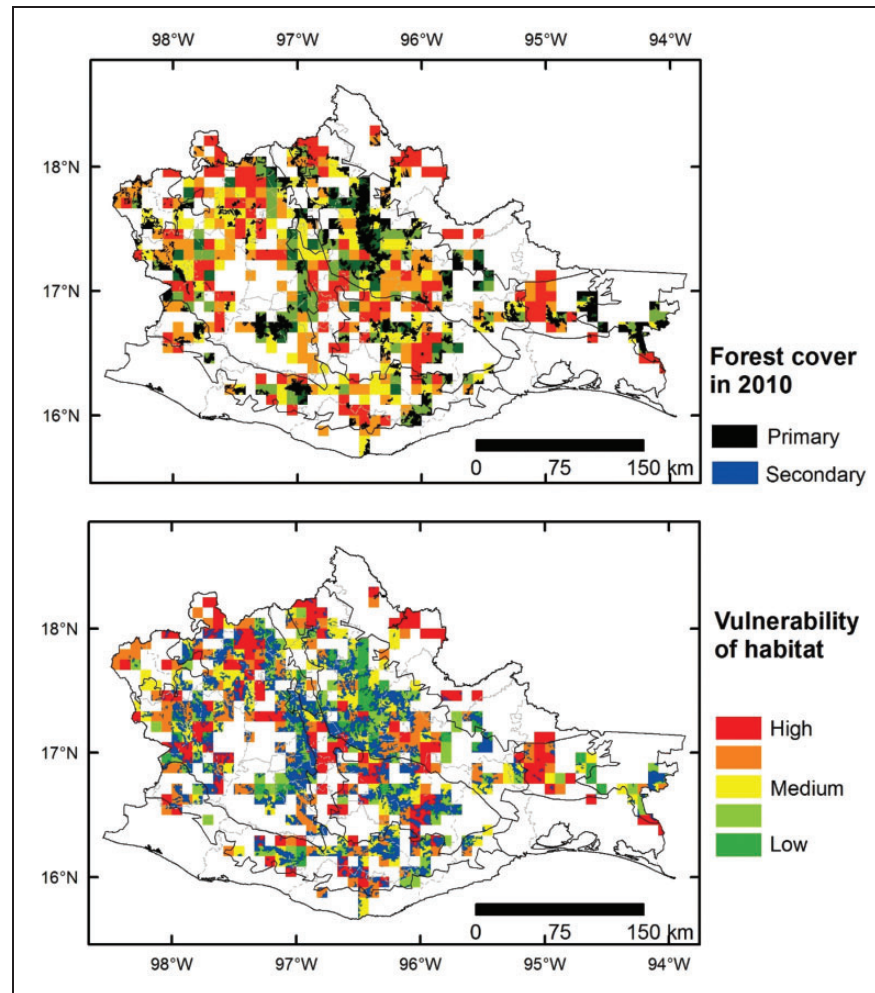 98°W 97°W 96°W 95°W 94°W
18°N
17°N
16°N
Forest cover
in 2010
Primary
Secondary
0 75 150 km
Vulnerability
of habitat
18°N
High
17°N
Medium
Low
16°N
0 75 150 km
98°W 97°W 96°W 95°W 94°W